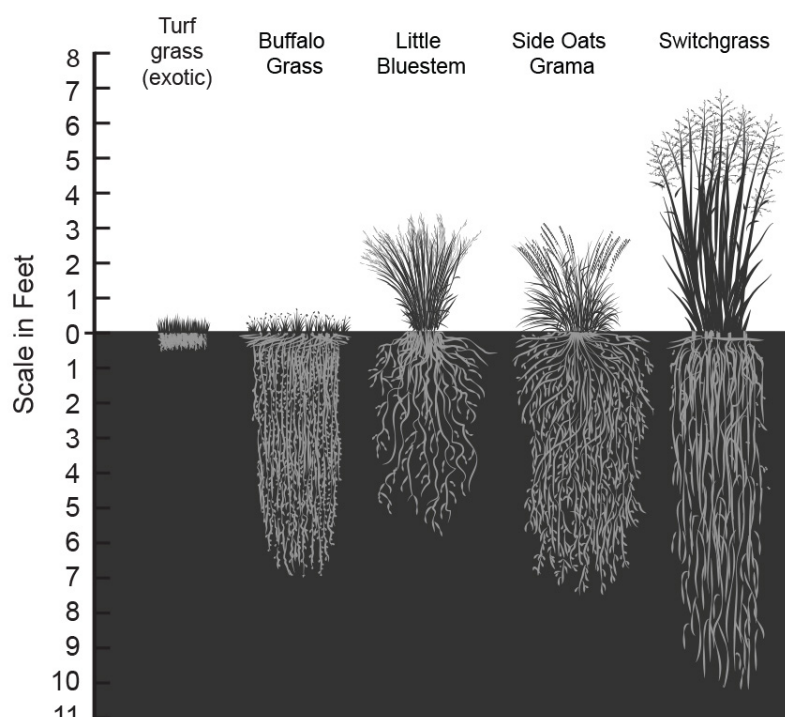 Turf
grass
(exotic)
Buffalo
Grass
Little
Bluestem
Side Oats
Grama
Switchgrass
Scale in Feet
8
7
6
5
4
3
2
1
0
1
2
3
4
5
6
7
8
9
10
11